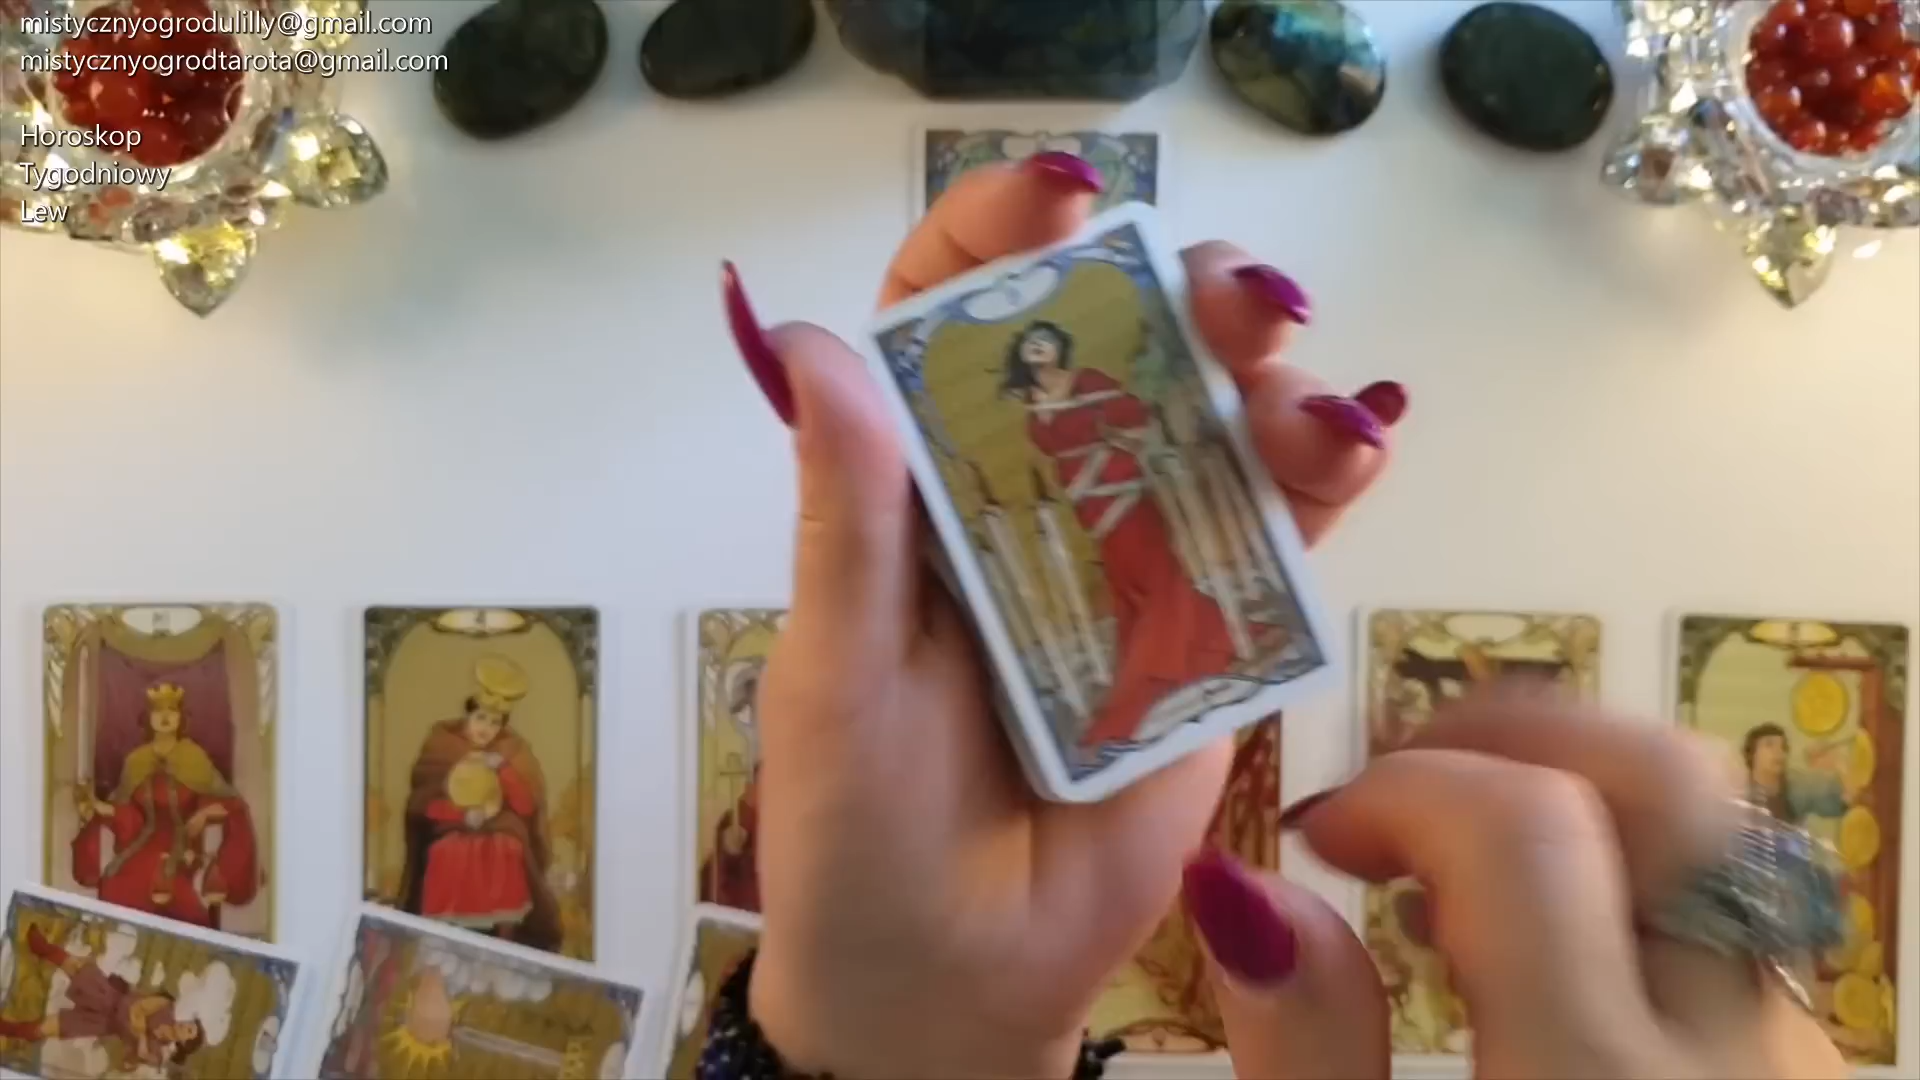 mistycznyogrodulilly@gmail.com
mistycznyogrodtarota@gmail.com
Horoskop
Tygodniowy
Lew